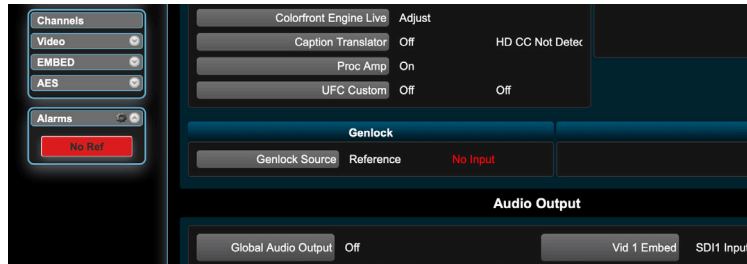 Channels
Video
EMBED
AES
Alarms
No Ref
Colorfront Engine Live Adjust
Caption Translator Off HD CC Not Detec
Proc Amp On
UFC Custom Off Off
Genlock
Genlock Source Reference No Input
Audio Output
Global Audio Output Off Vid 1 Embed SDI1 Input